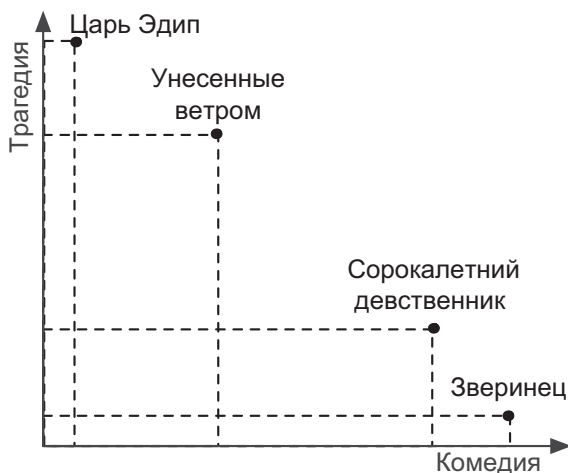 Царь Эдип
Трагедия
Унесенные
ветром
Сорокалетний
девственник
Зверинец
Комедия